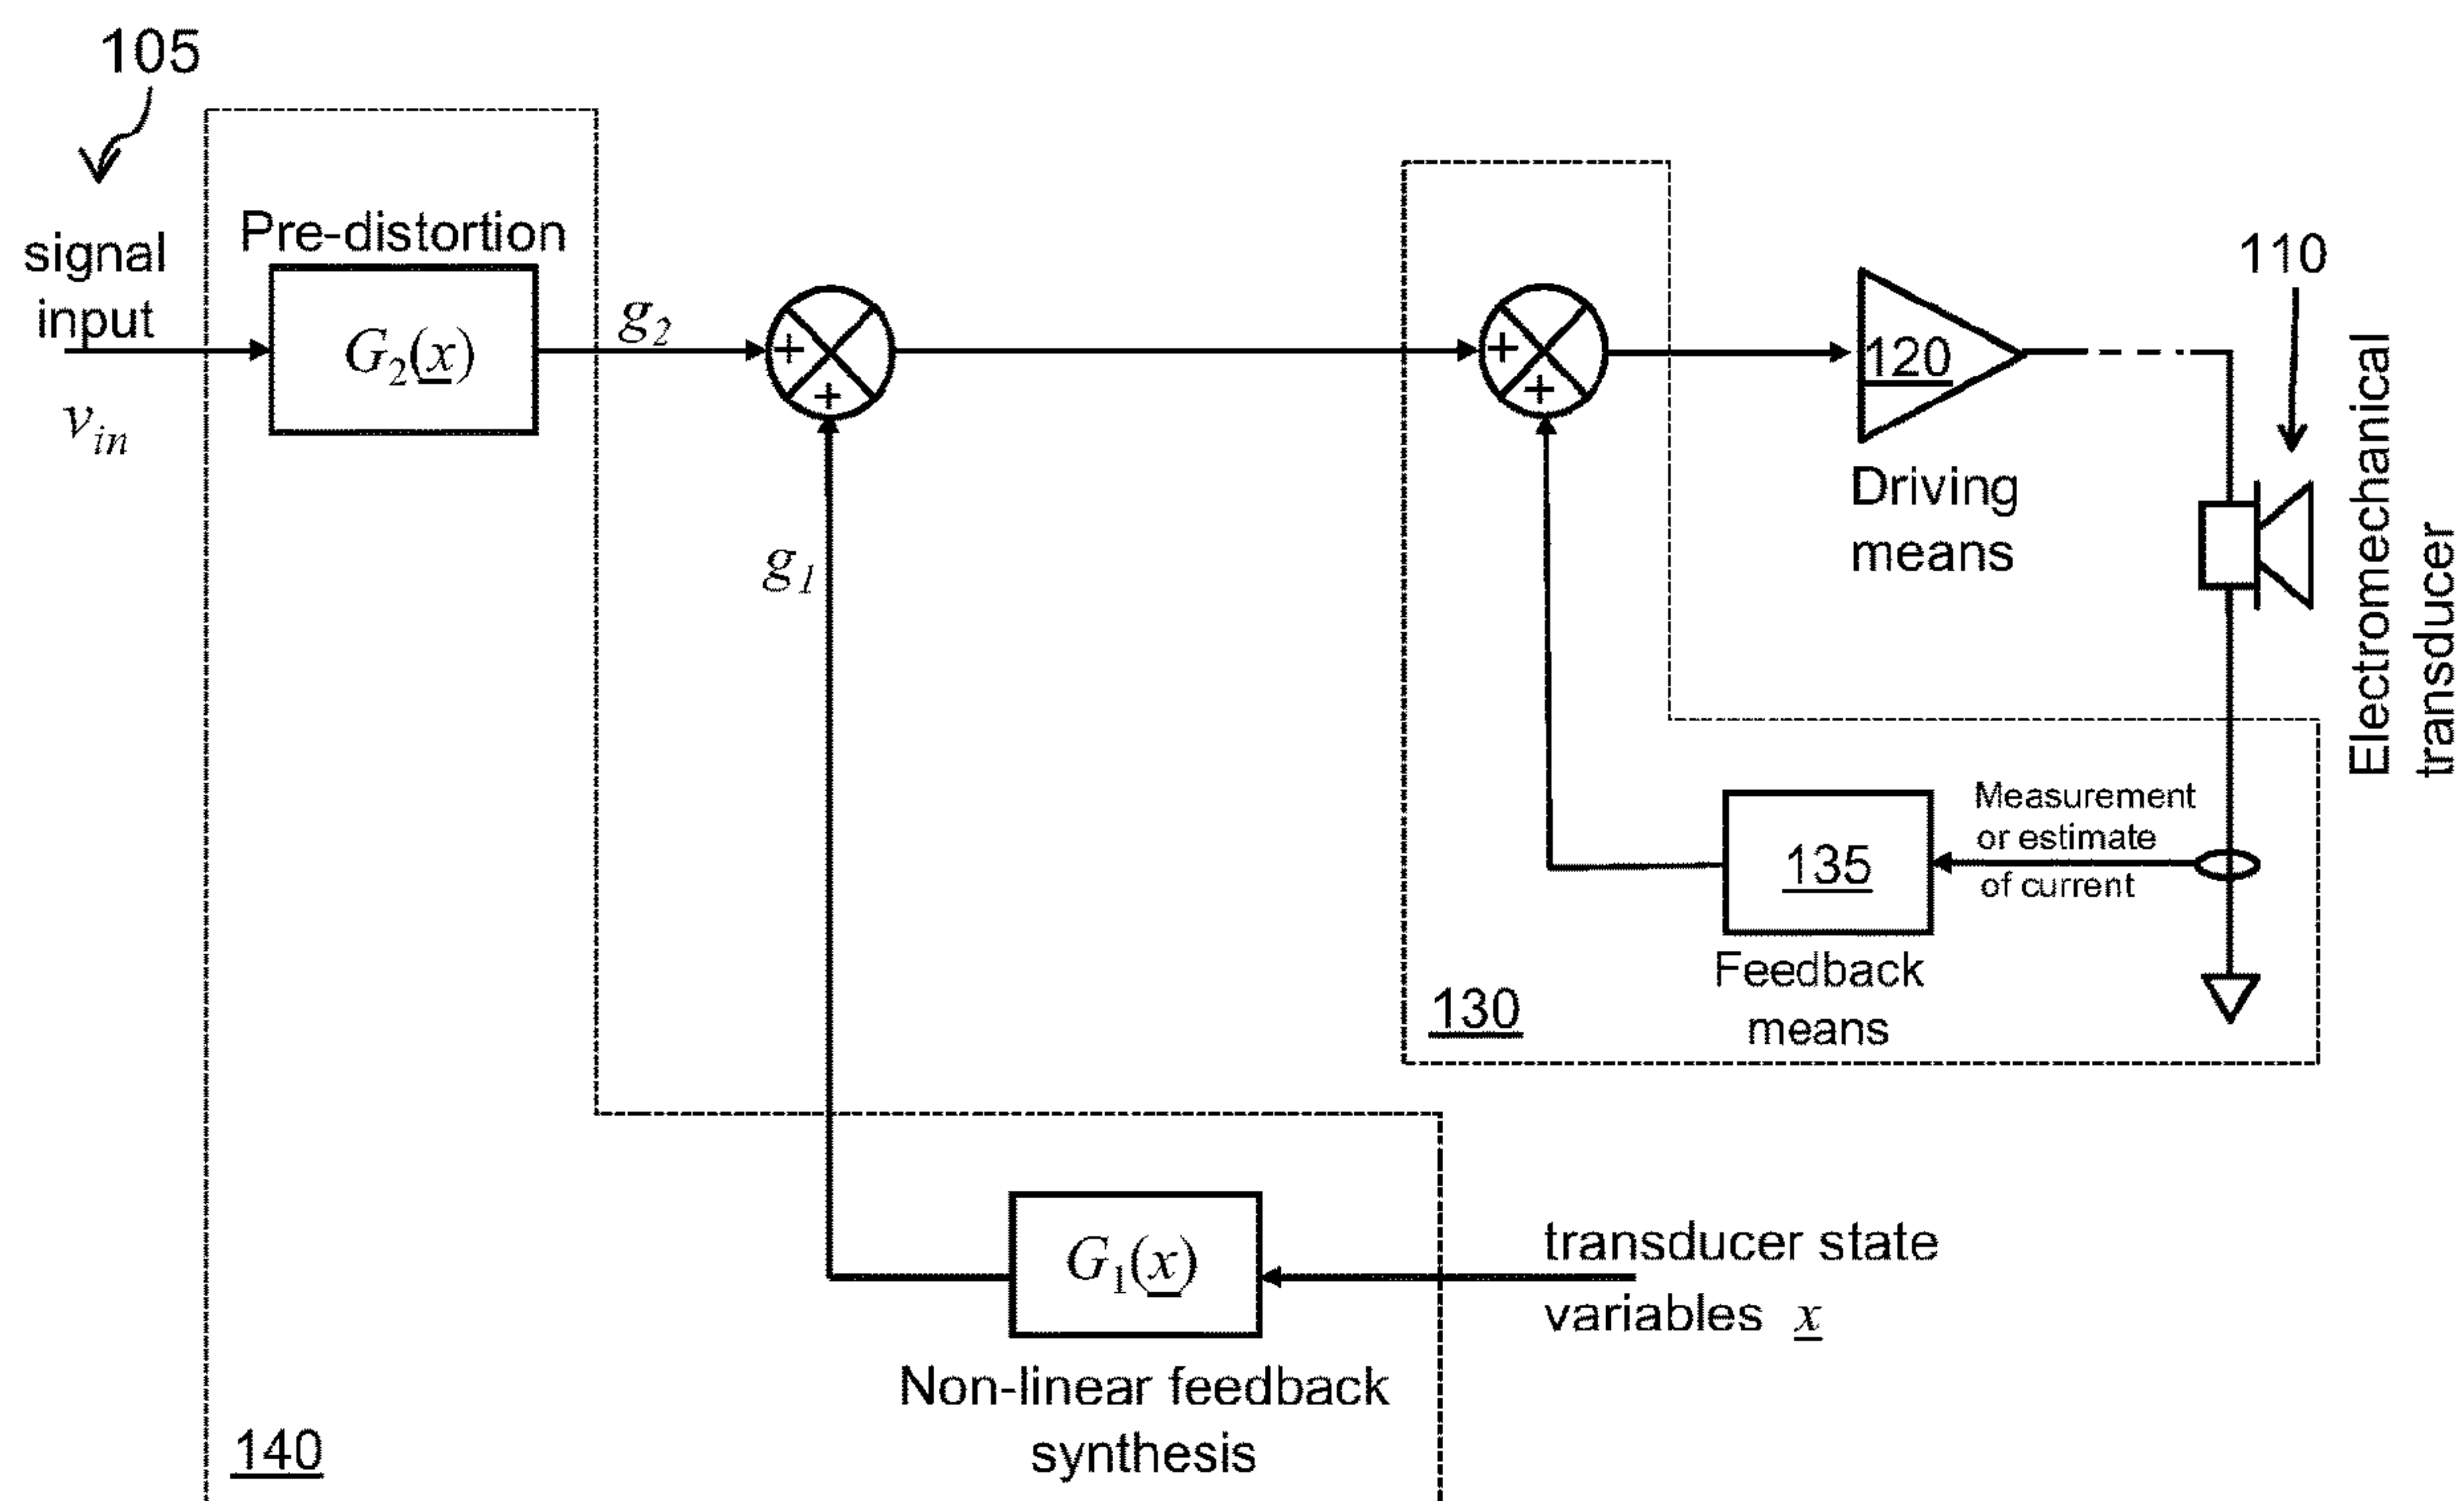 105
signal
input
v_in
Pre-distortion
G₂(x)
g₂
+
+
g₁
+
+
120
Driving
means
110
Electromechanical
transducer
Measurement
or estimate
of current
135
Feedback
means
130
G₁(x)
transducer state
variables x
Non-linear feedback
synthesis
140